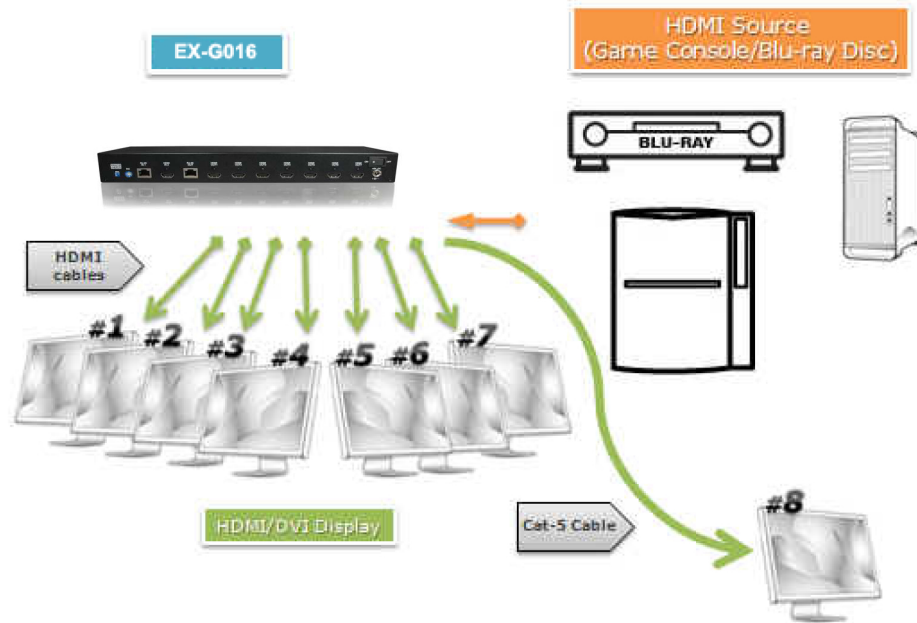 EX-G016
HDMI Source
(Game Console/Blu-ray Disc)
BLU-RAY
HDMI
cables
#1
#2
#3
#4
#5
#6
#7
HDMI/DVI Display
Cat-5 Cable
#8